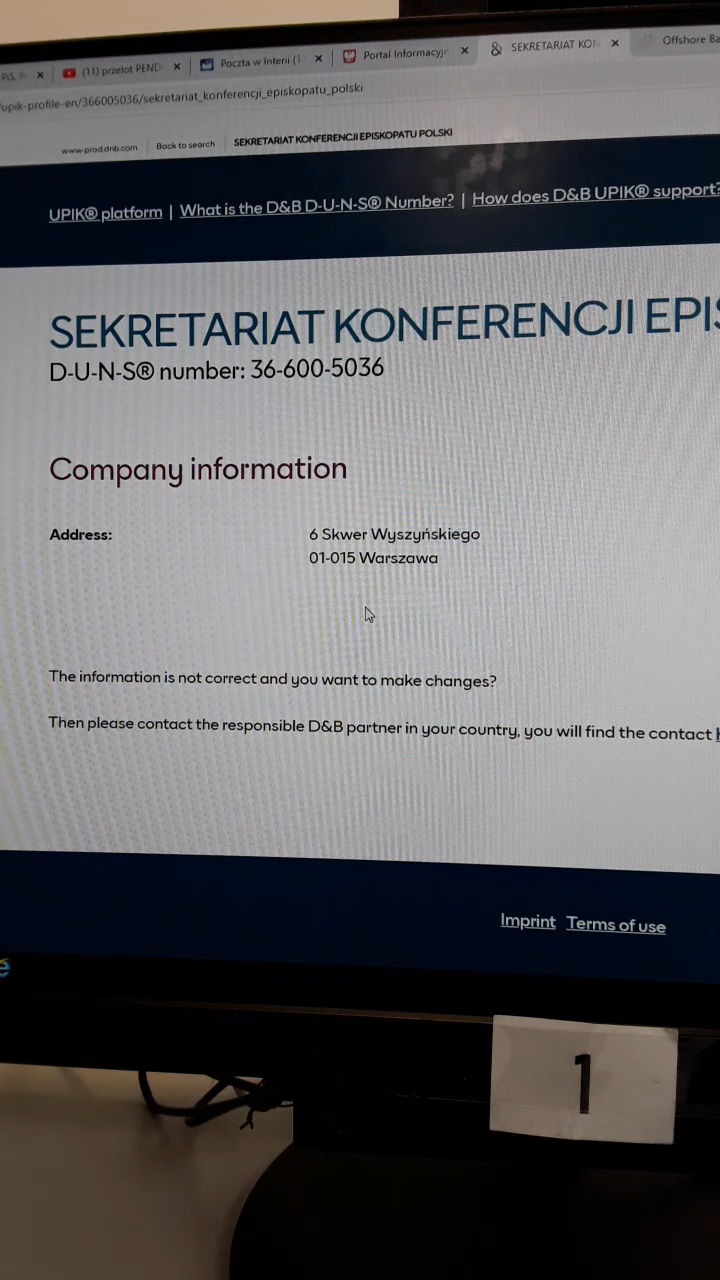 PiS. P
(11) przelot PEND
Poczta w Interii (1
Portal Informacyj
SEKRETARIAT KON
Offshore Ba
/upik-profile-en/366005036/sekretariat_konferencji_episkopatu_polski
www-prod.dnb.com Back to search SEKRETARIAT KONFERENCJI EPISKOPATU POLSKI
UPIK® platform | What is the D&B D-U-N-S® Number? | How does D&B UPIK® support?
SEKRETARIAT KONFERENCJI EPIS
D-U-N-S® number: 36-600-5036
Company information
Address: 6 Skwer Wyszyńskiego
01-015 Warszawa
The information is not correct and you want to make changes?
Then please contact the responsible D&B partner in your country, you will find the contact h
Imprint Terms of use
1